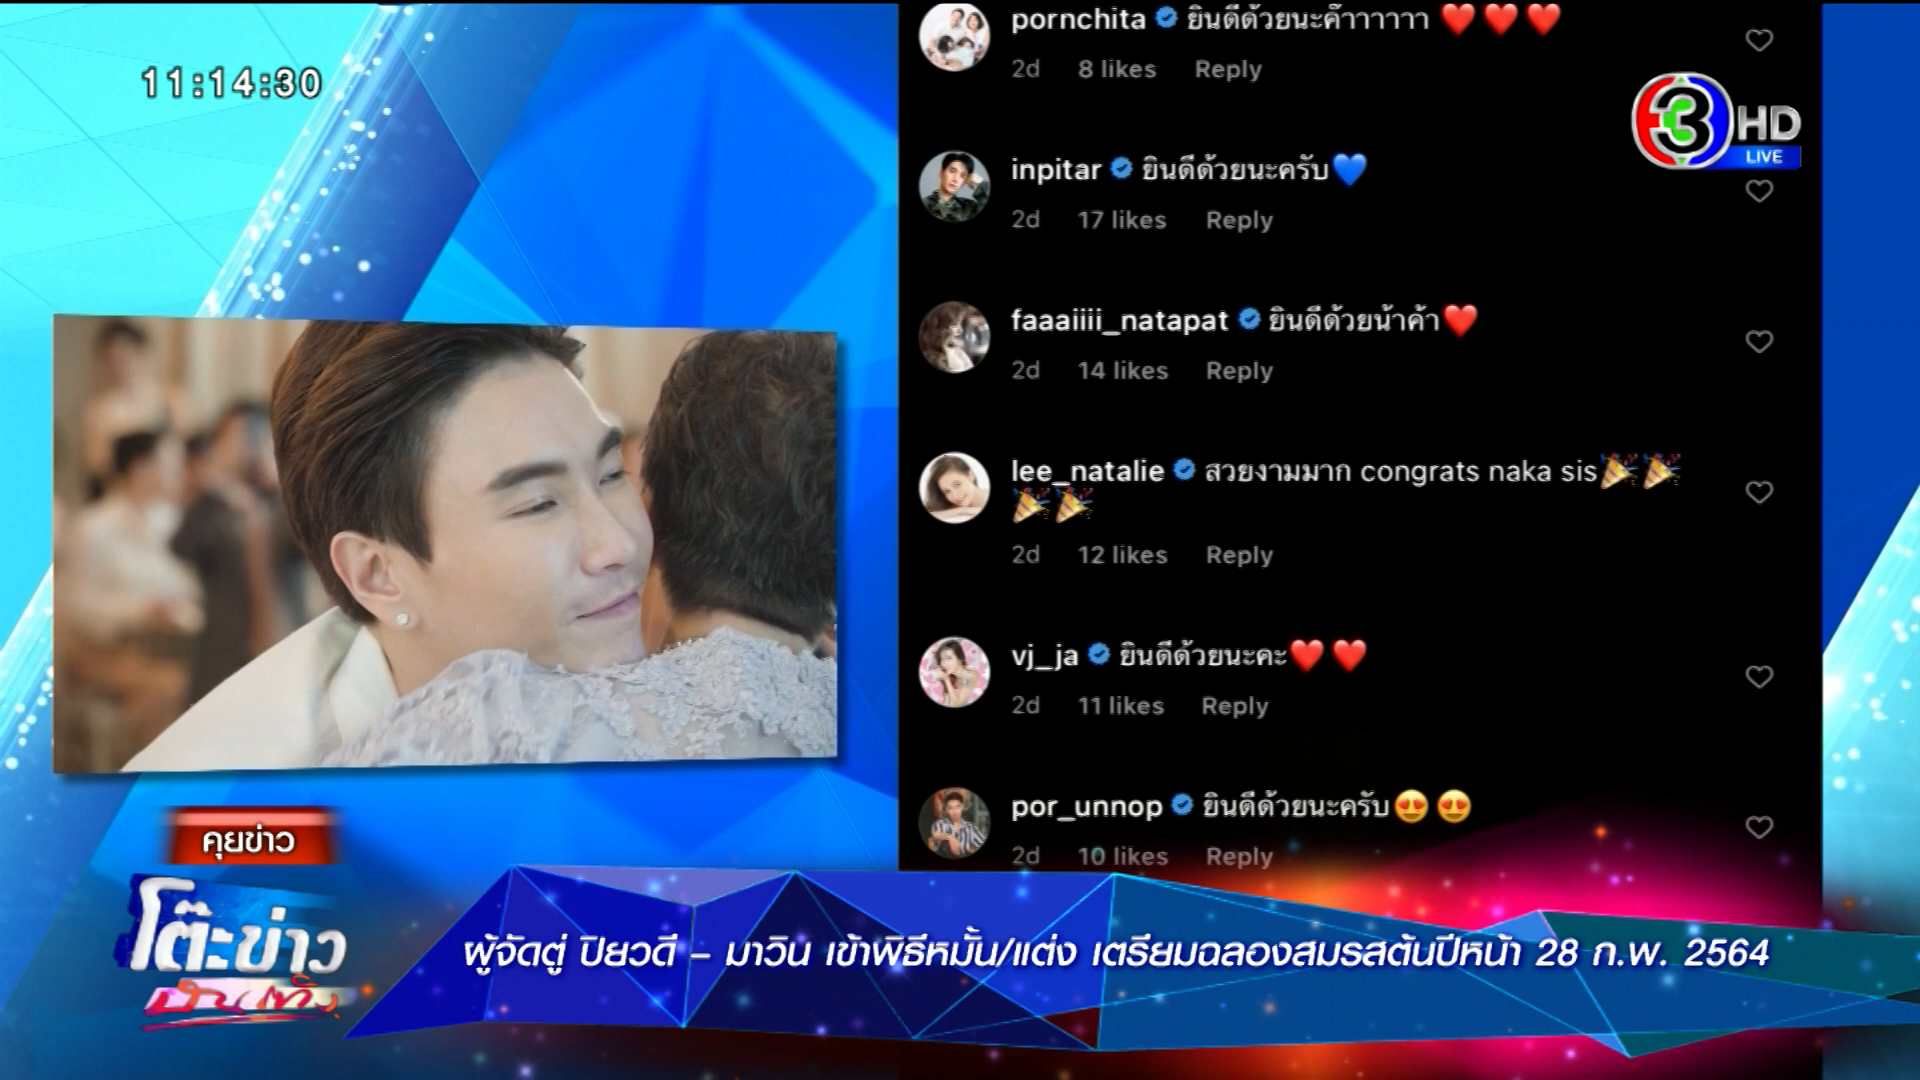 11:14:30
pornchita ยินดีด้วยนะค๊าาาาาา ❤️❤️❤️
2d 8 likes Reply
3 HD
LIVE
inpitar ยินดีด้วยนะครับ💙
2d 17 likes Reply
faaaiiii_natapat ยินดีด้วยน้าค้า❤️
2d 14 likes Reply
lee_natalie สวยงามมาก congrats naka sis🎉🎉
🎉🎉
2d 12 likes Reply
vj_ja ยินดีด้วยนะคะ❤️❤️
2d 11 likes Reply
por_unnop ยินดีด้วยนะครับ😍😍
2d 10 likes Reply
คุยข่าว
โต๊ะข่าว
บันเทิง
ผู้จัดตู่ ปิยวดี – มาวิน เข้าพิธีหมั้น/แต่ง เตรียมฉลองสมรสต้นปีหน้า 28 ก.พ. 2564